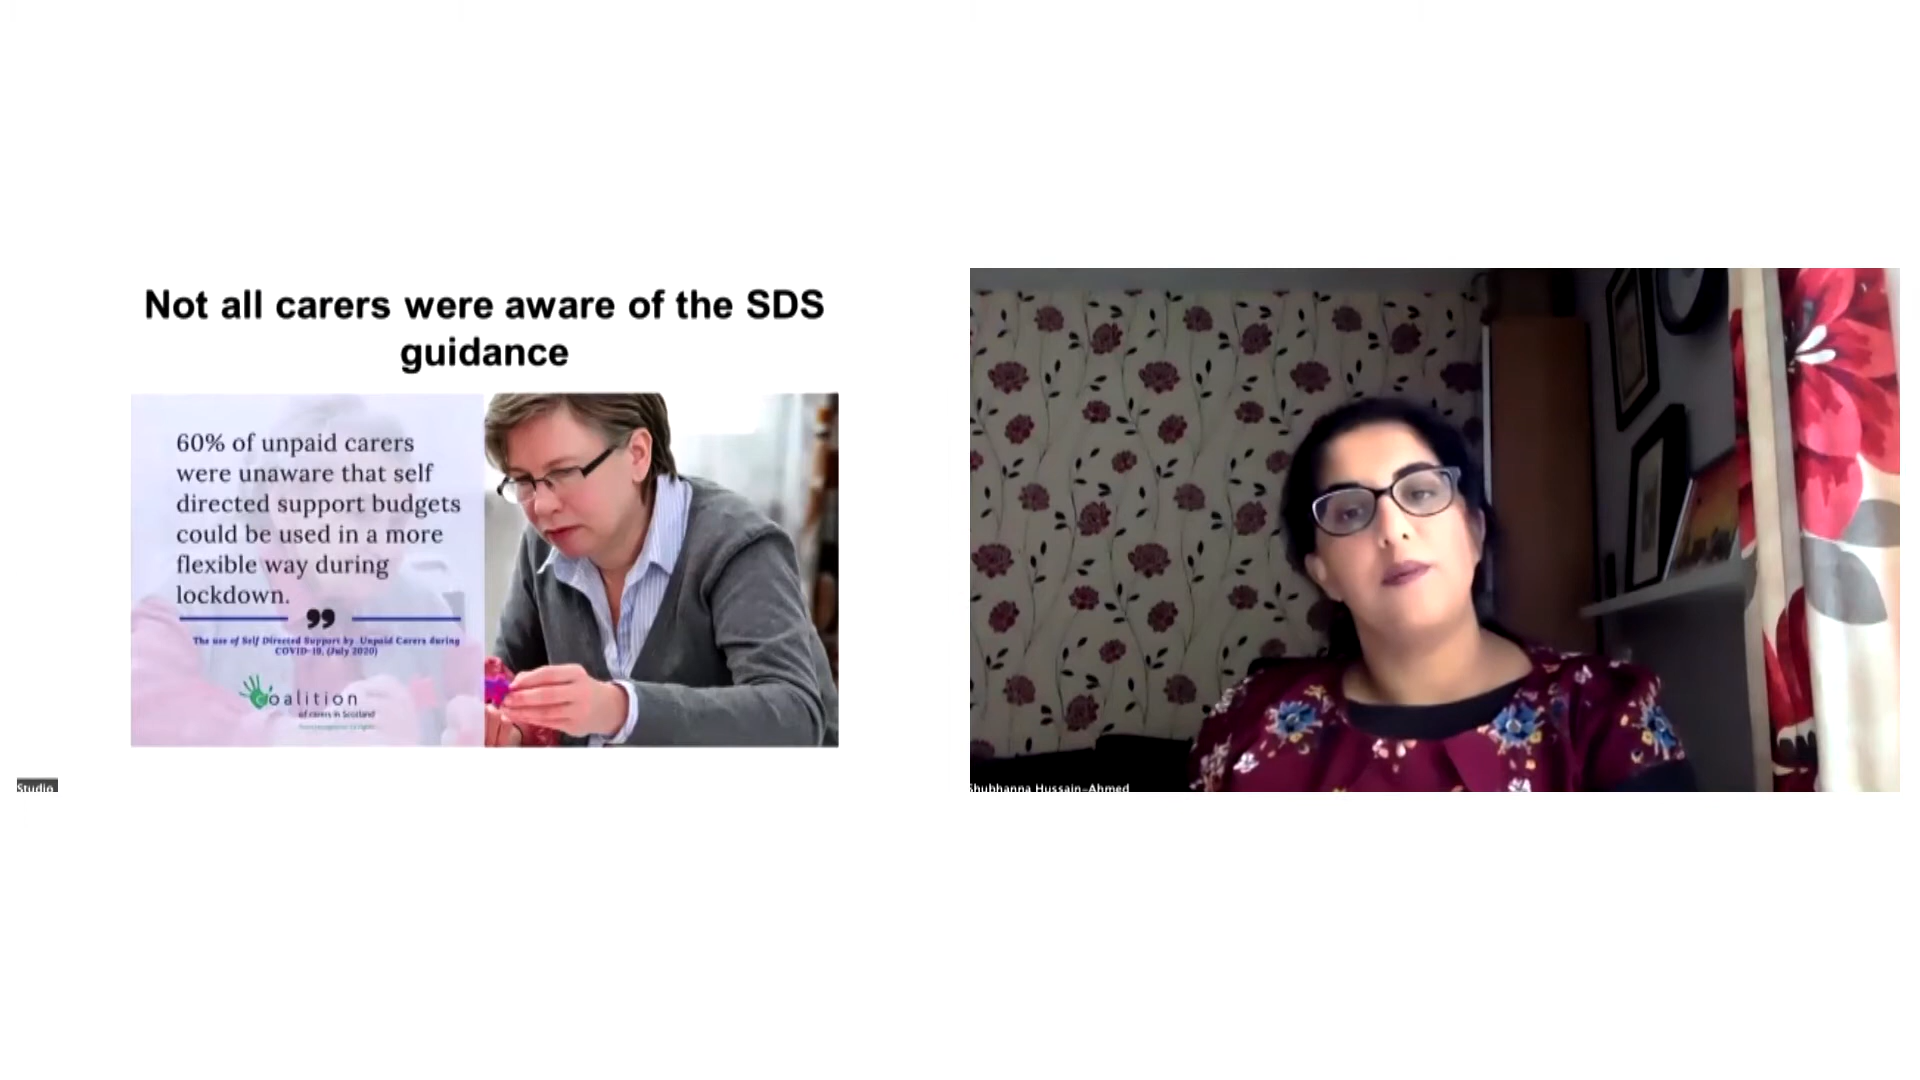 Not all carers were aware of the SDS
guidance
60% of unpaid carers
were unaware that self
directed support budgets
could be used in a more
flexible way during
lockdown.
The use of Self Directed Support by Unpaid Carers during
COVID-19, (July 2020)
Coalition
of carers in Scotland
Studio
Shubhanna Hussain-Ahmed